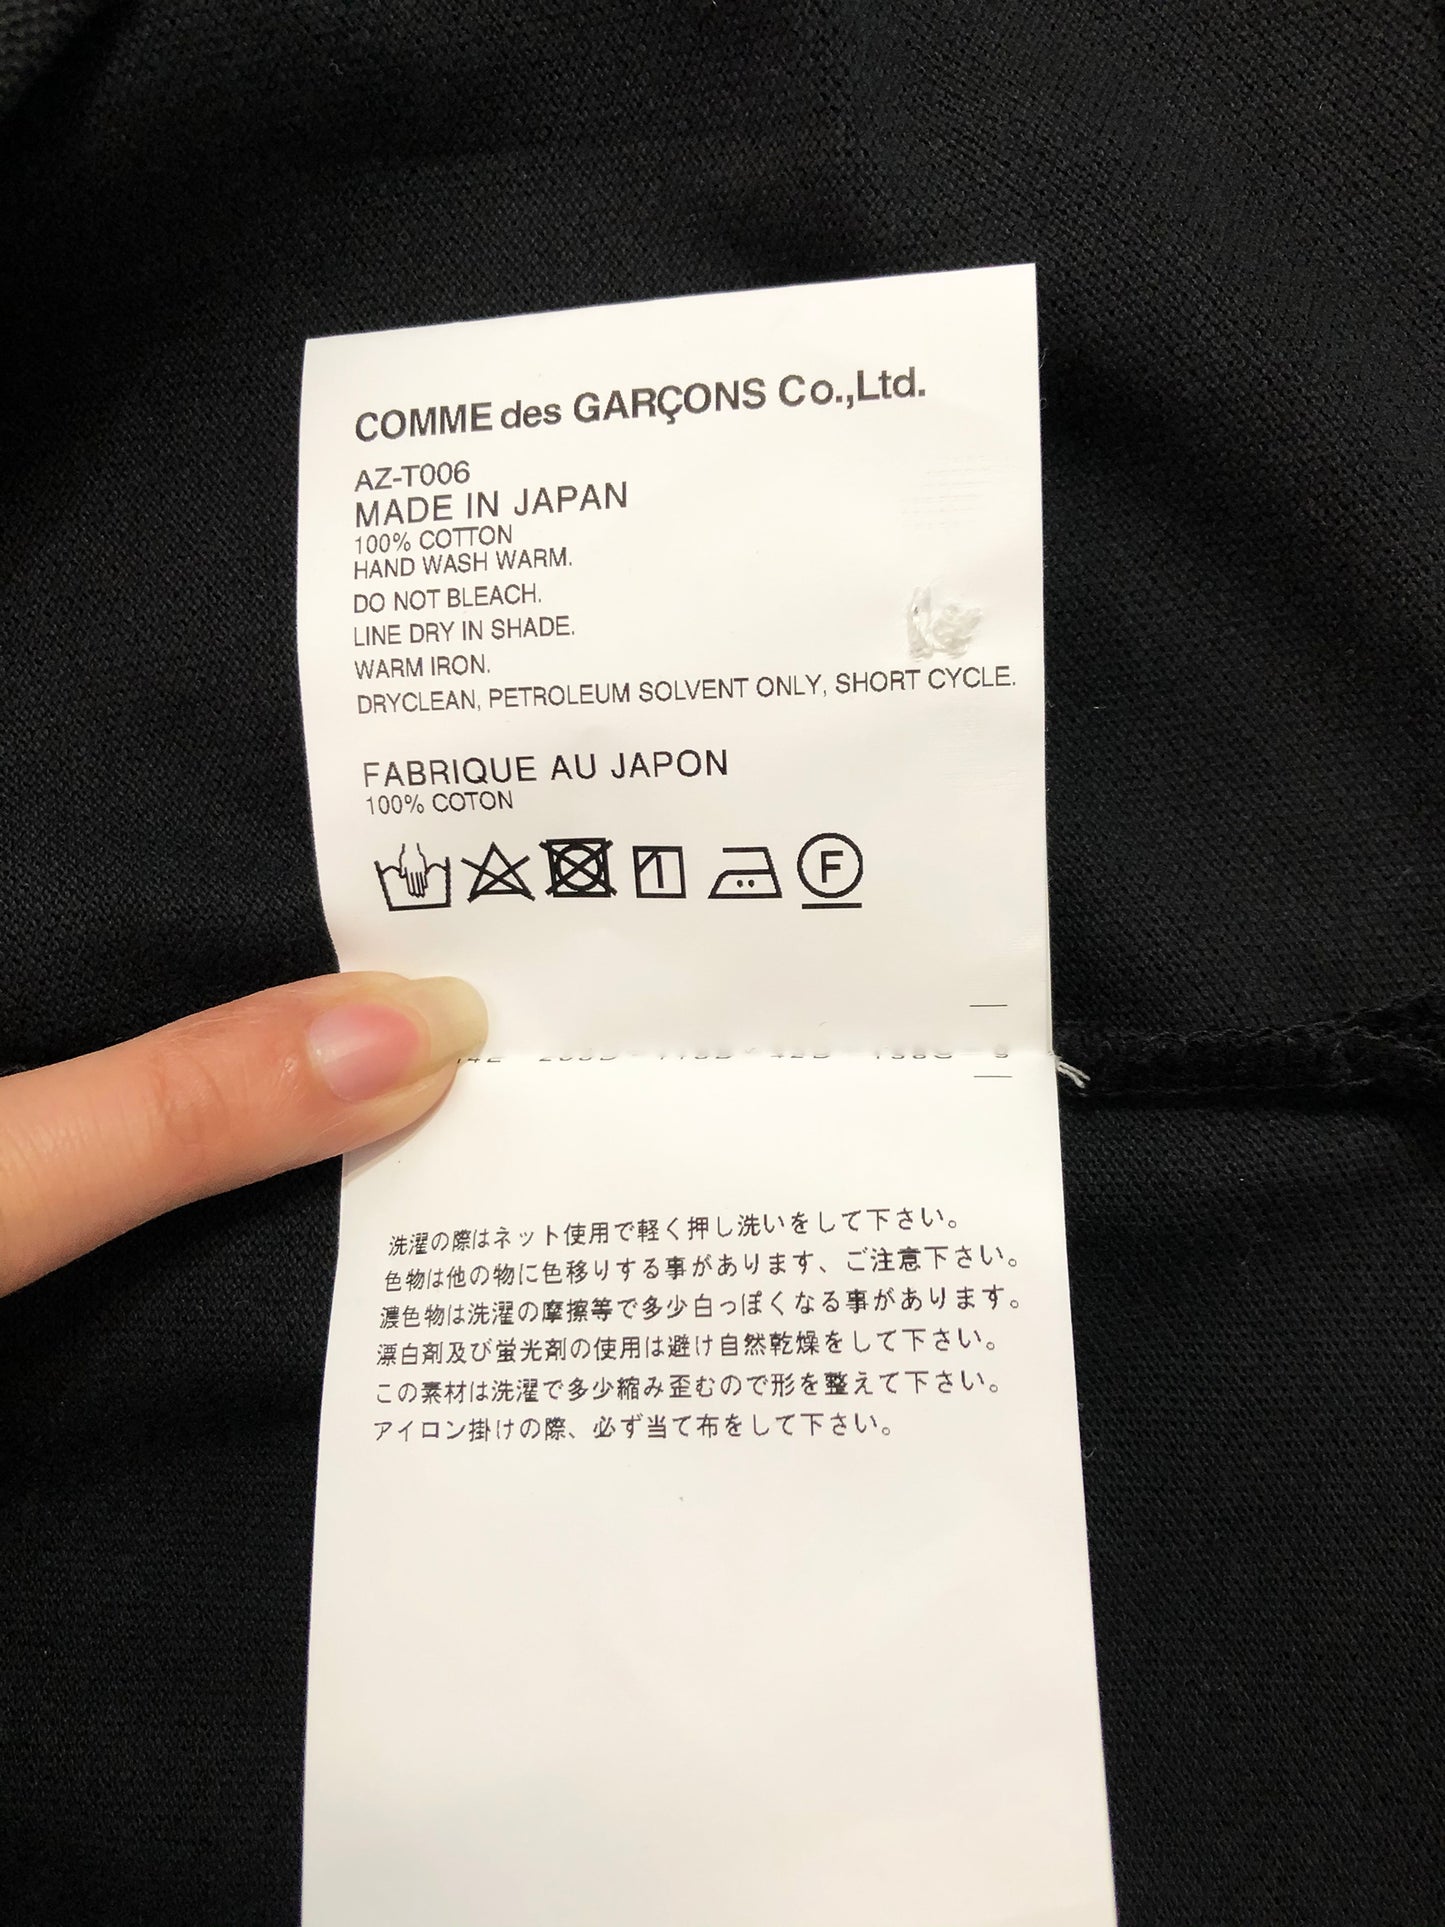 COMME des GARÇONS Co.,Ltd.
AZ-T006
MADE IN JAPAN
100% COTTON
HAND WASH WARM.
DO NOT BLEACH.
LINE DRY IN SHADE.
WARM IRON.
DRYCLEAN, PETROLEUM SOLVENT ONLY, SHORT CYCLE.
FABRIQUE AU JAPON
100% COTON
F
洗濯の際はネット使用で軽く押し洗いをして下さい。
色物は他の物に色移りする事があります、ご注意下さい。
濃色物は洗濯の摩擦等で多少白っぽくなる事があります。
漂白剤及び蛍光剤の使用は避け自然乾燥をして下さい。
この素材は洗濯で多少縮み歪むので形を整えて下さい。
アイロン掛けの際、必ず当て布をして下さい。